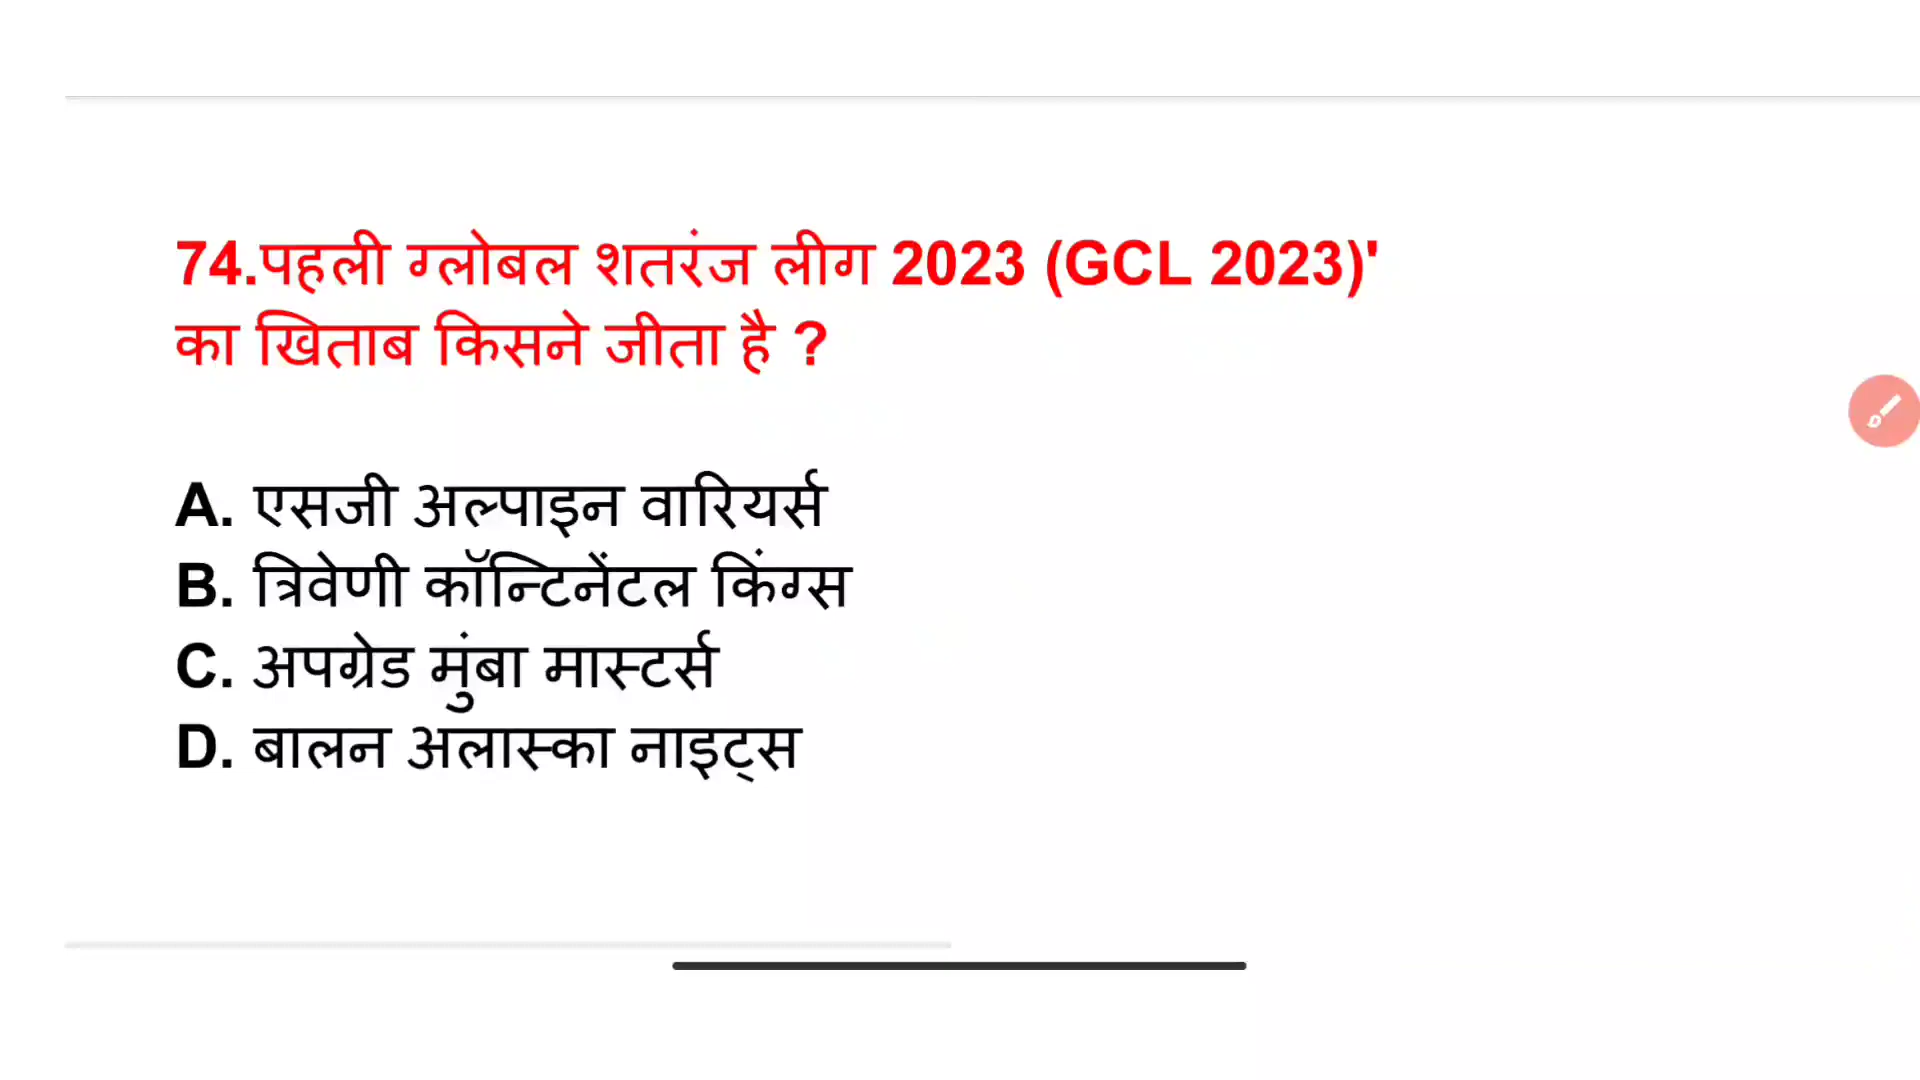 74.पहली ग्लोबल शतरंज लीग 2023 (GCL 2023)'
का खिताब किसने जीता है ?
A. एसजी अल्पाइन वारियर्स
B. त्रिवेणी कॉन्टिनेंटल किंग्स
C. अपग्रेड मुंबा मास्टर्स
D. बालन अलास्का नाइट्स